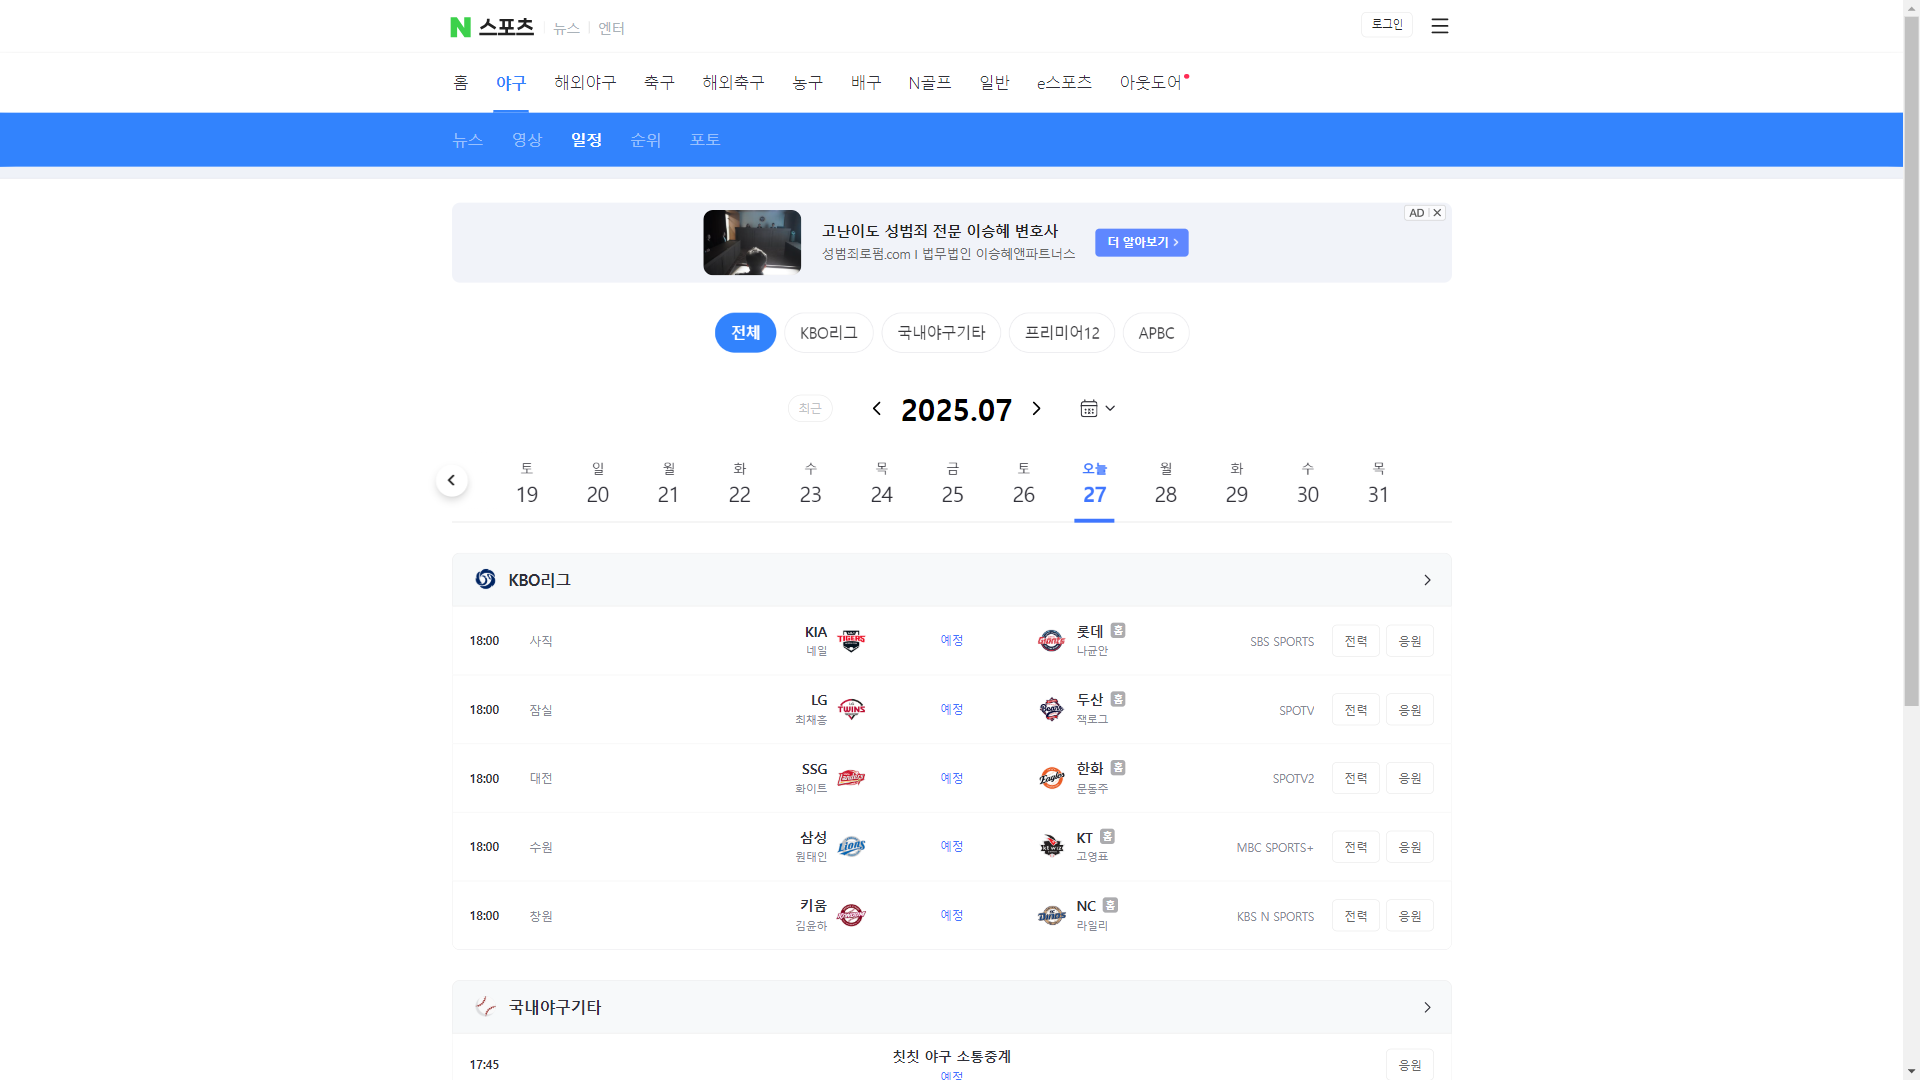 N 스포츠 뉴스 엔터 로그인
홈 야구 해외야구 축구 해외축구 농구 배구 N골프 일반 e스포츠 아웃도어
뉴스 영상 일정 순위 포토
고난이도 성범죄 전문 이승혜 변호사
성범죄로펌.com I 법무법인 이승혜앤파트너스
더 알아보기
AD
전체 KBO리그 국내야구기타 프리미어12 APBC
최근 2025.07
토 일 월 화 수 목 금 토 오늘 월 화 수 목
19 20 21 22 23 24 25 26 27 28 29 30 31
KBO리그
18:00 사직 KIA TIGERS 예정 Giants 롯데 홈 SBS SPORTS 전력 응원
네일 나균안
18:00 잠실 LG TWINS 예정 Bears 두산 홈 SPOTV 전력 응원
최채흥 잭로그
18:00 대전 SSG Landers 예정 Eagles 한화 홈 SPOTV2 전력 응원
화이트 문동주
18:00 수원 삼성 Lions 예정 KT 홈 MBC SPORTS+ 전력 응원
원태인 고영표
18:00 창원 키움 예정 Dinos NC 홈 KBS N SPORTS 전력 응원
김윤하 라일리
국내야구기타
17:45 칫칫 야구 소통중계 응원
예정